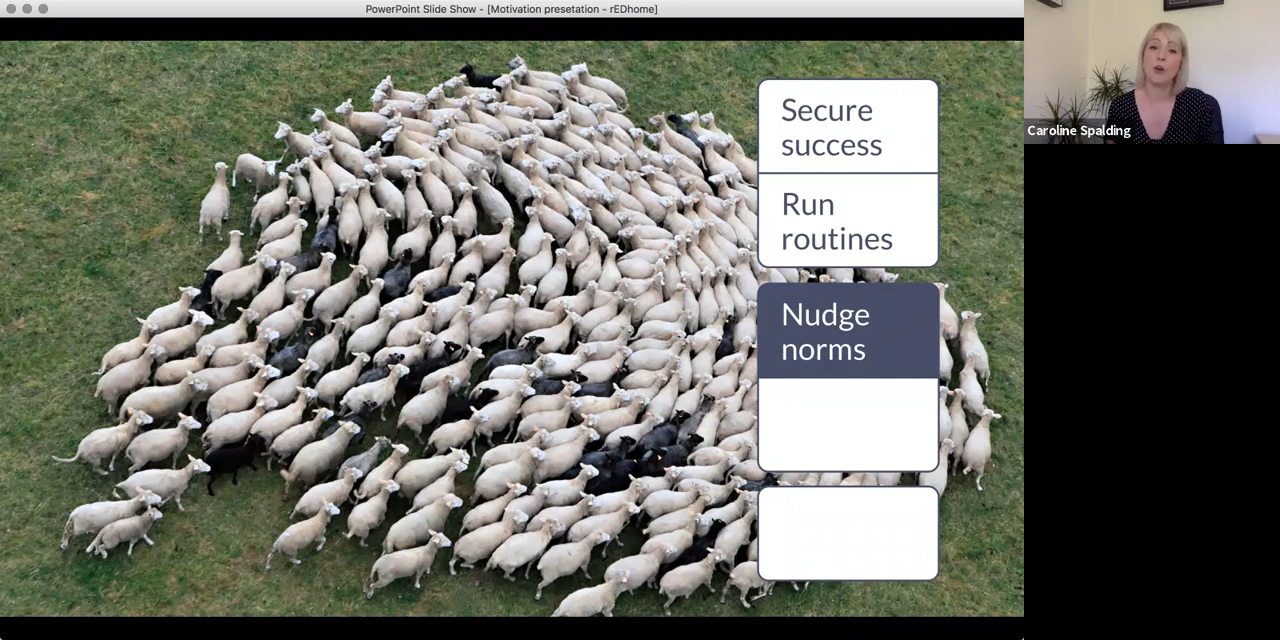 PowerPoint Slide Show - [Motivation presetation - rEDhome]
Secure
success
Run
routines
Nudge
norms
Caroline Spalding